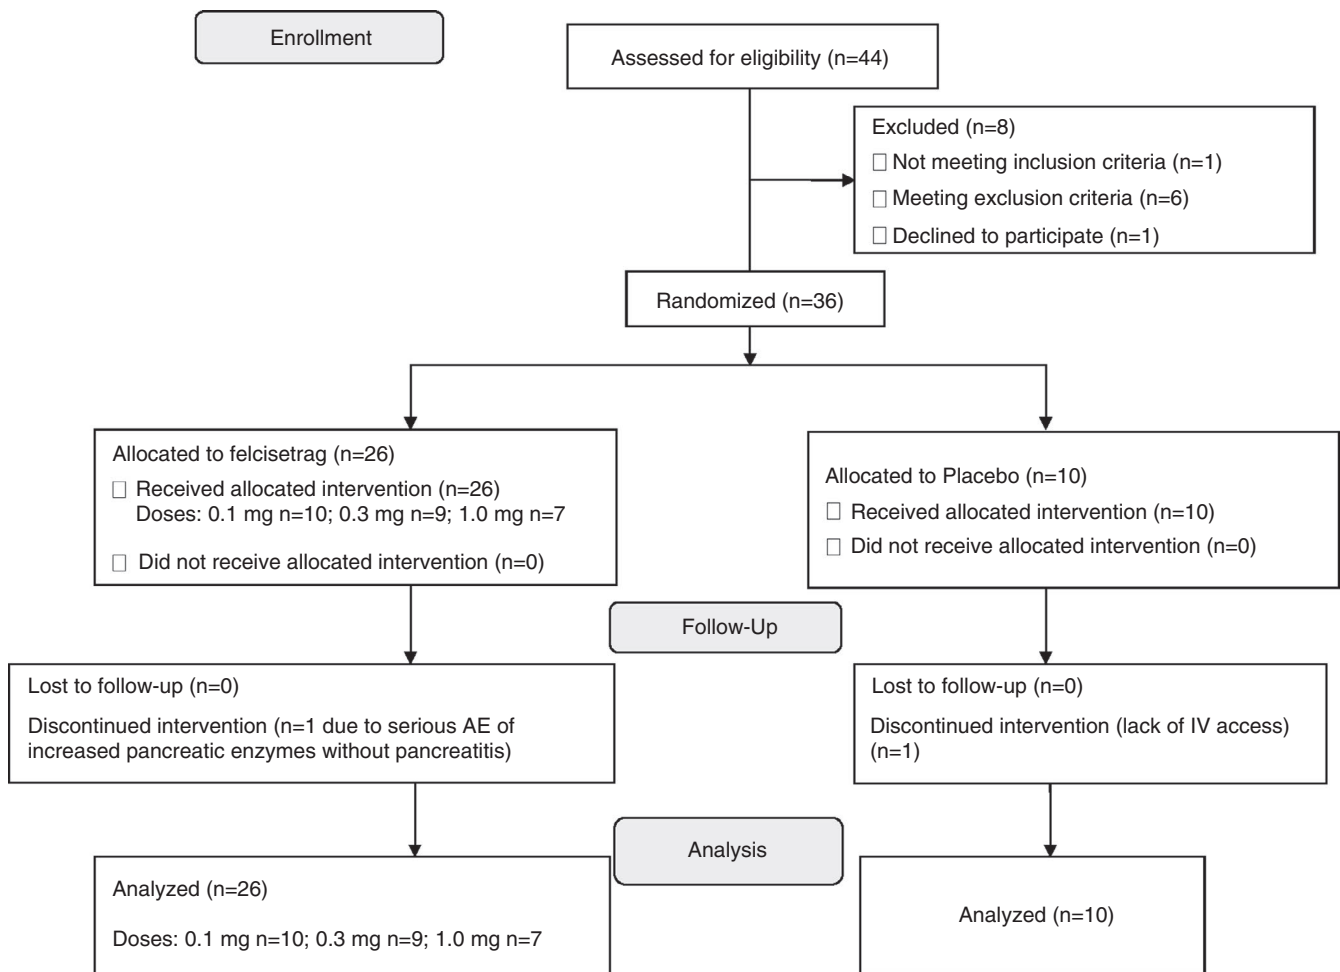 Enrollment
Assessed for eligibility (n=44)
Excluded (n=8)
□ Not meeting inclusion criteria (n=1)
□ Meeting exclusion criteria (n=6)
□ Declined to participate (n=1)
Randomized (n=36)
Allocated to felcisetrag (n=26)
□ Received allocated intervention (n=26)
Doses: 0.1 mg n=10; 0.3 mg n=9; 1.0 mg n=7
□ Did not receive allocated intervention (n=0)
Allocated to Placebo (n=10)
□ Received allocated intervention (n=10)
□ Did not receive allocated intervention (n=0)
Follow-Up
Lost to follow-up (n=0)
Discontinued intervention (n=1 due to serious AE of
increased pancreatic enzymes without pancreatitis)
Lost to follow-up (n=0)
Discontinued intervention (lack of IV access)
(n=1)
Analysis
Analyzed (n=26)
Doses: 0.1 mg n=10; 0.3 mg n=9; 1.0 mg n=7
Analyzed (n=10)